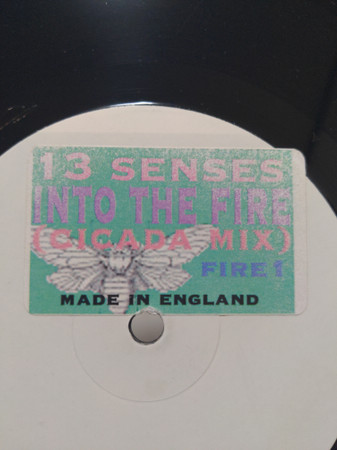 13 SENSES
INTO THE FIRE
(CICADA MIX)
FIRE 1
MADE IN ENGLAND